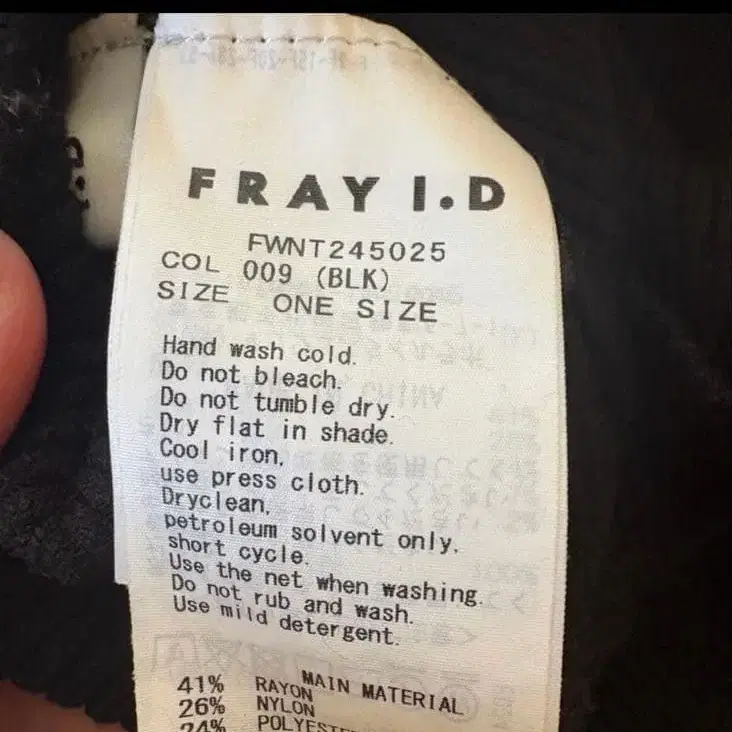 FRAY I.D
FWNT245025
COL 009 (BLK)
SIZE ONE SIZE
Hand wash cold.
Do not bleach.
Do not tumble dry.
Dry flat in shade.
Cool iron,
use press cloth.
Dryclean,
petroleum solvent only,
short cycle.
Use the net when washing.
Do not rub and wash.
Use mild detergent.
MAIN MATERIAL
41% RAYON
26% NYLON
24%